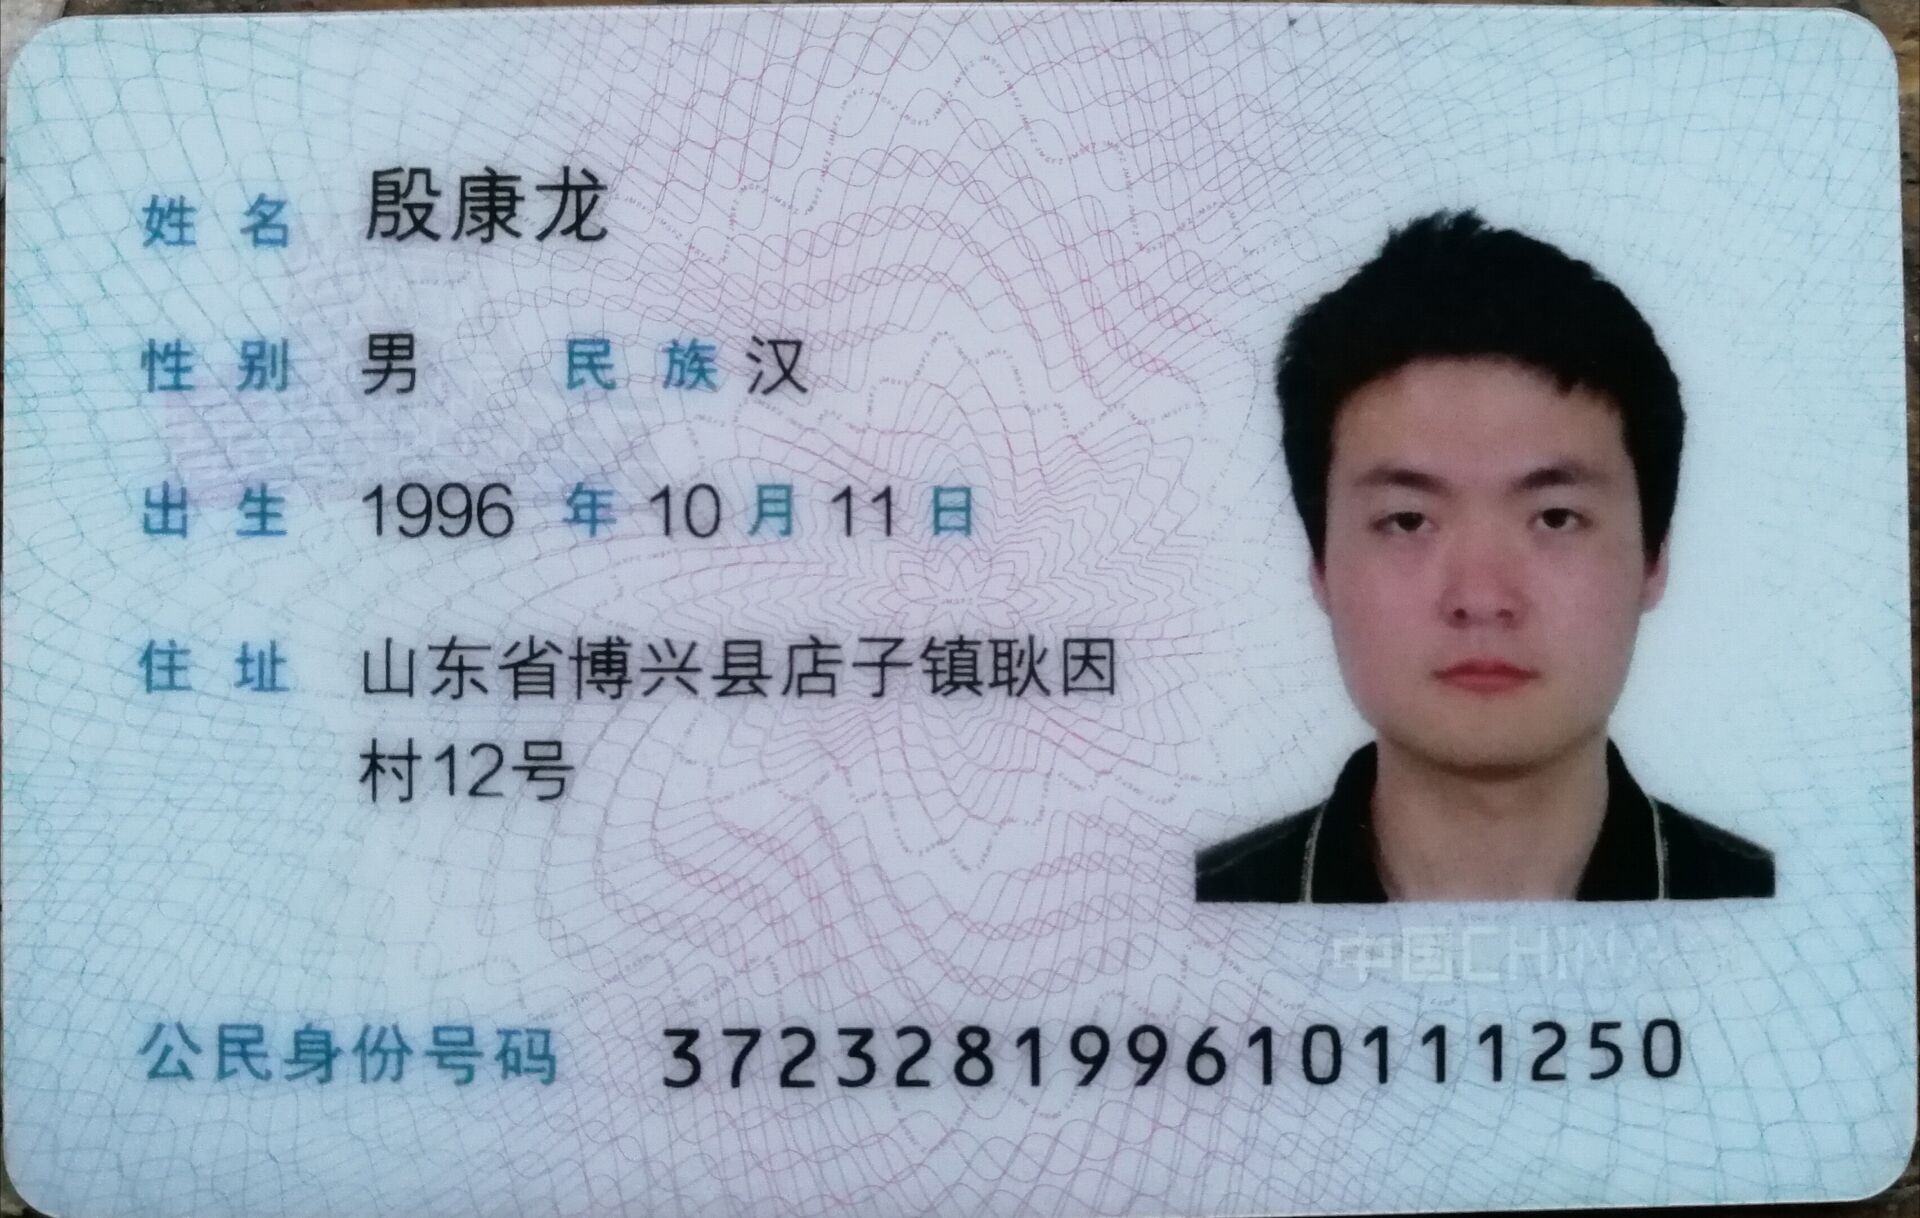 姓名 殷康龙
性别 男 民族 汉
出生 1996 年 10 月 11 日
住址 山东省博兴县店子镇耿因
村12号
中国CHINA
公民身份号码 372328199610111250